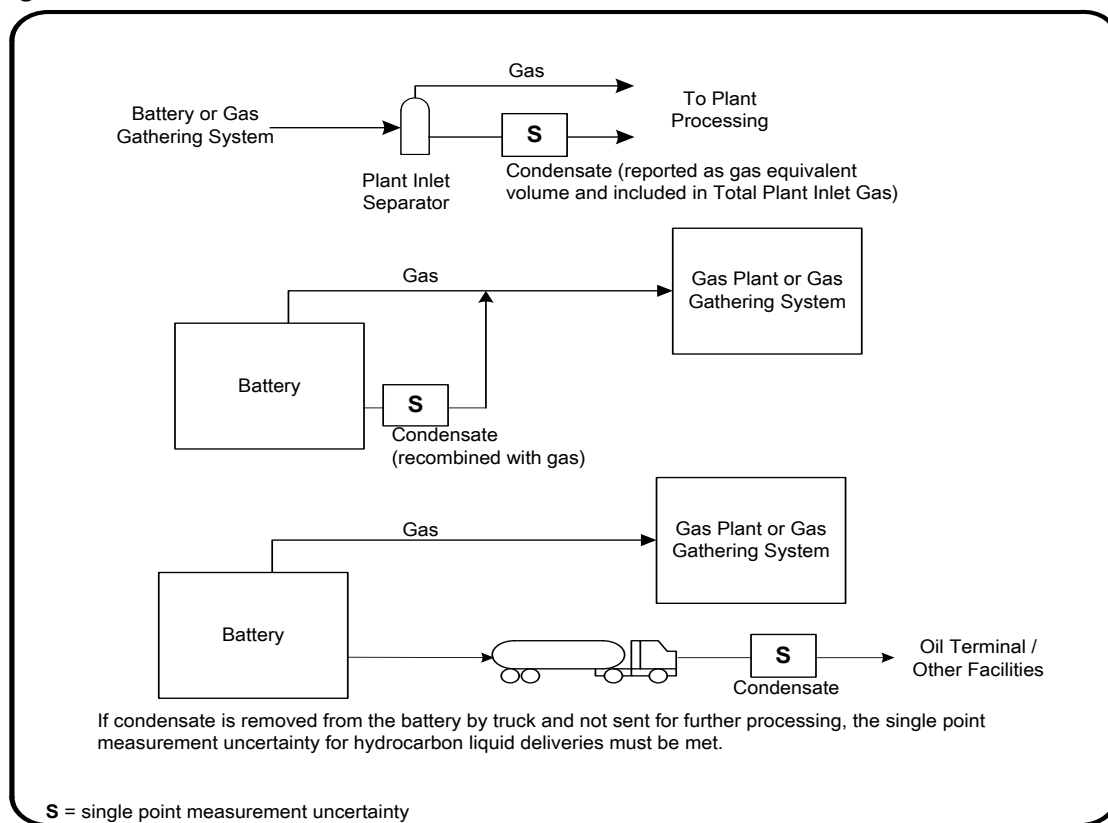 Gas
Battery or Gas
Gathering System
To Plant
Processing
S
Plant Inlet
Separator
Condensate (reported as gas equivalent
volume and included in Total Plant Inlet Gas)
Gas
Gas Plant or Gas
Gathering System
Battery
S
Condensate
(recombined with gas)
Gas
Gas Plant or Gas
Gathering System
Battery
S
Condensate
Oil Terminal /
Other Facilities
If condensate is removed from the battery by truck and not sent for further processing, the single point
measurement uncertainty for hydrocarbon liquid deliveries must be met.
S = single point measurement uncertainty